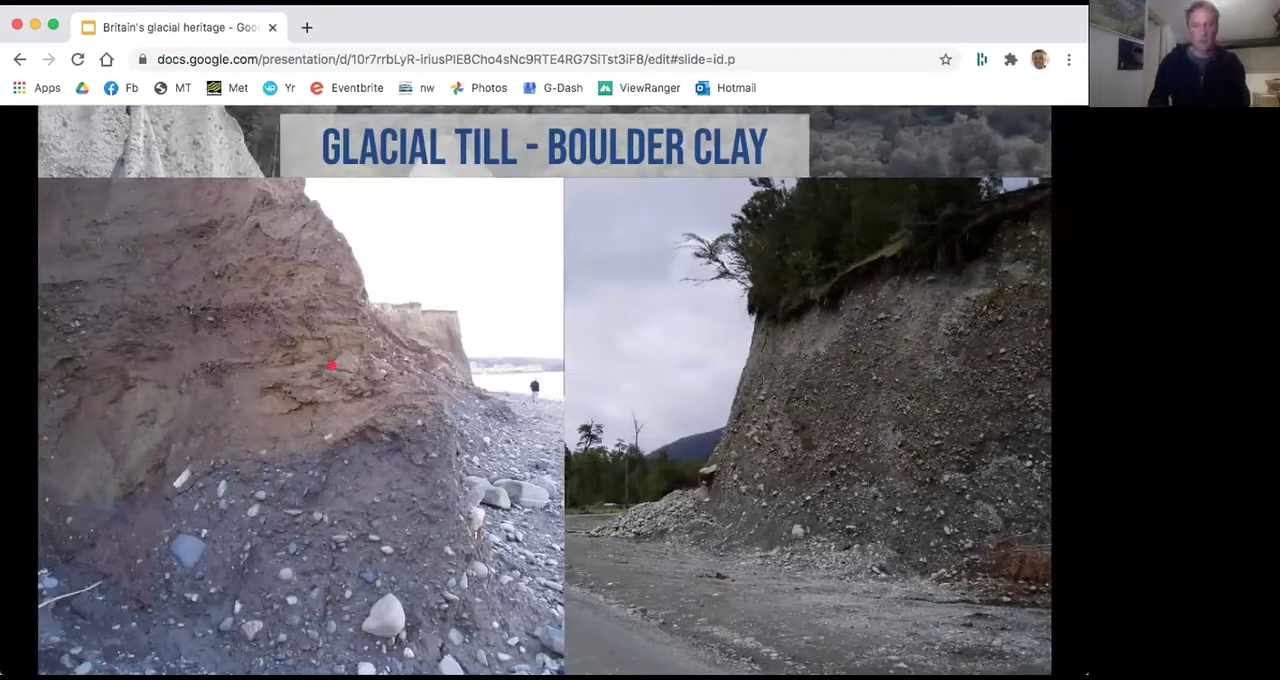 Britain's glacial heritage - Goo
docs.google.com/presentation/d/10r7rrbLyR-iriusPlE8Cho4sNc9RTE4RG7SiTst3iF8/edit#slide=id.p
Apps Fb MT Met Yr Eventbrite nw Photos G-Dash ViewRanger Hotmail
GLACIAL TILL - BOULDER CLAY